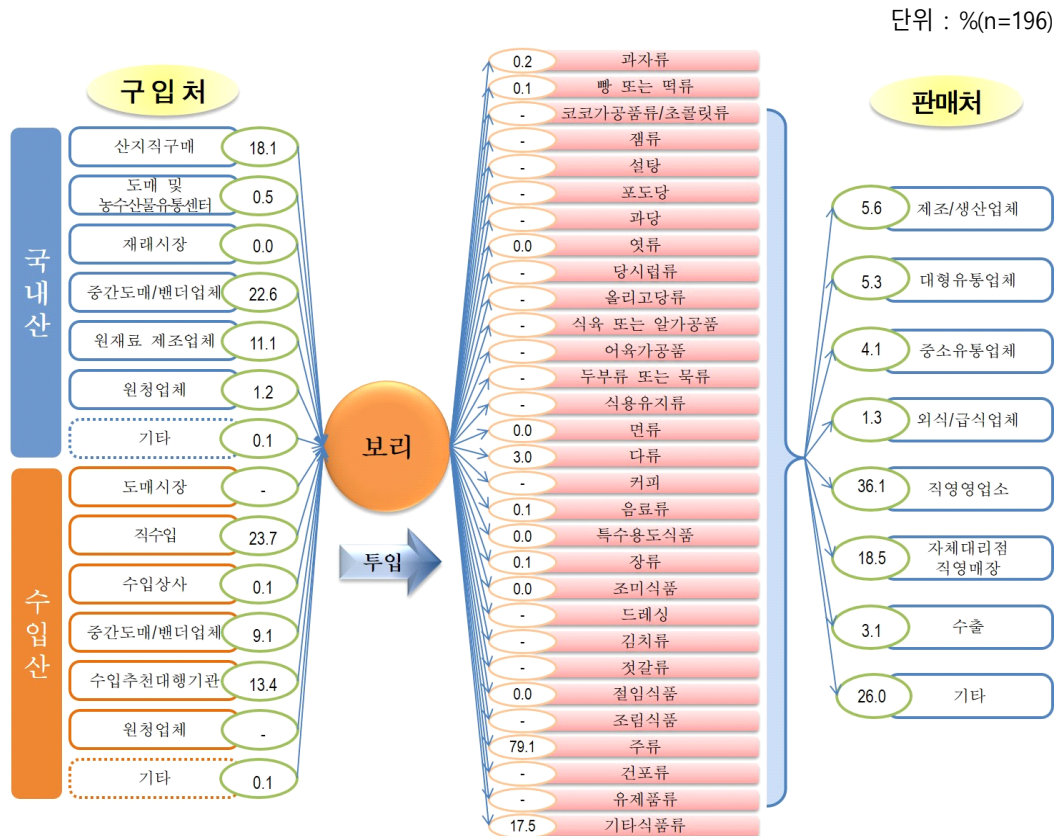 단위 : %(n=196)
구입처
국내산
산지직구매 18.1
도매 및
농수산물유통센터 0.5
재래시장 0.0
중간도매/밴더업체 22.6
원재료 제조업체 11.1
원청업체 1.2
기타 0.1
수입산
도매시장 -
직수입 23.7
수입상사 0.1
중간도매/밴더업체 9.1
수입추천대행기관 13.4
원청업체 -
기타 0.1
보리
투입
0.2 과자류
0.1 빵 또는 떡류
- 코코가공품류/초콜릿류
- 잼류
- 설탕
- 포도당
- 과당
0.0 엿류
- 당시럽류
- 올리고당류
- 식육 또는 알가공품
- 어육가공품
- 두부류 또는 묵류
- 식용유지류
0.0 면류
3.0 다류
- 커피
0.1 음료류
0.0 특수용도식품
0.1 장류
0.0 조미식품
- 드레싱
- 김치류
- 젓갈류
0.0 절임식품
- 조림식품
79.1 주류
- 건포류
- 유제품류
17.5 기타식품류
판매처
5.6 제조/생산업체
5.3 대형유통업체
4.1 중소유통업체
1.3 외식/급식업체
36.1 직영영업소
18.5 자체대리점
직영매장
3.1 수출
26.0 기타